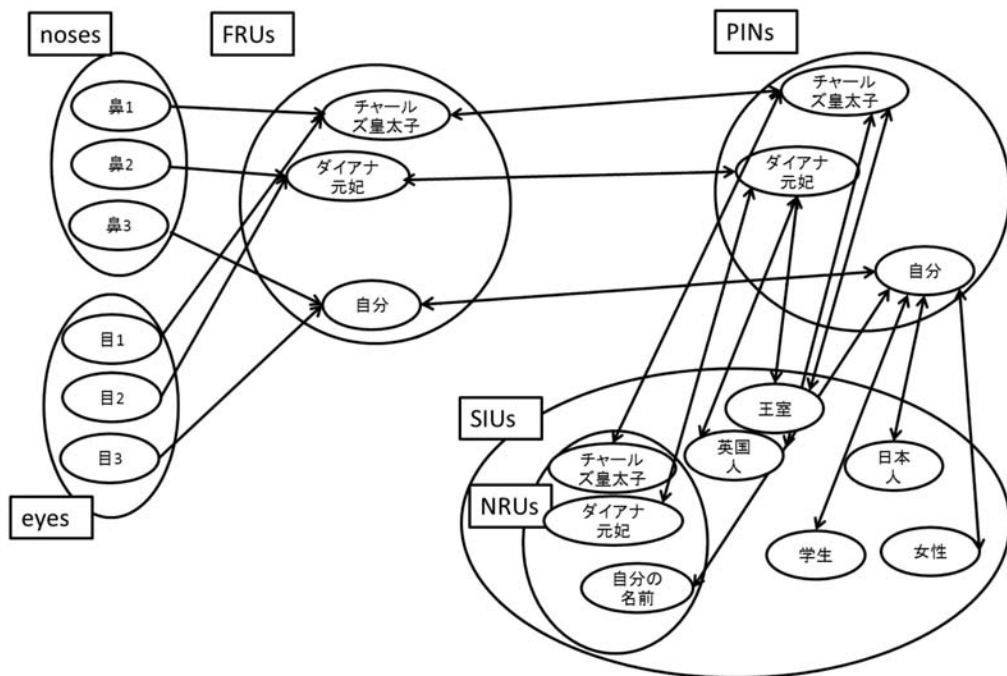 noses
FRUs
PINs
鼻1
鼻2
鼻3
チャール
ズ皇太子
ダイアナ
元妃
自分
チャール
ズ皇太子
ダイアナ
元妃
自分
目1
目2
目3
eyes
SIUs
NRUs
王室
英国
人
日本
人
学生
女性
チャール
ズ皇太子
ダイアナ
元妃
自分の
名前